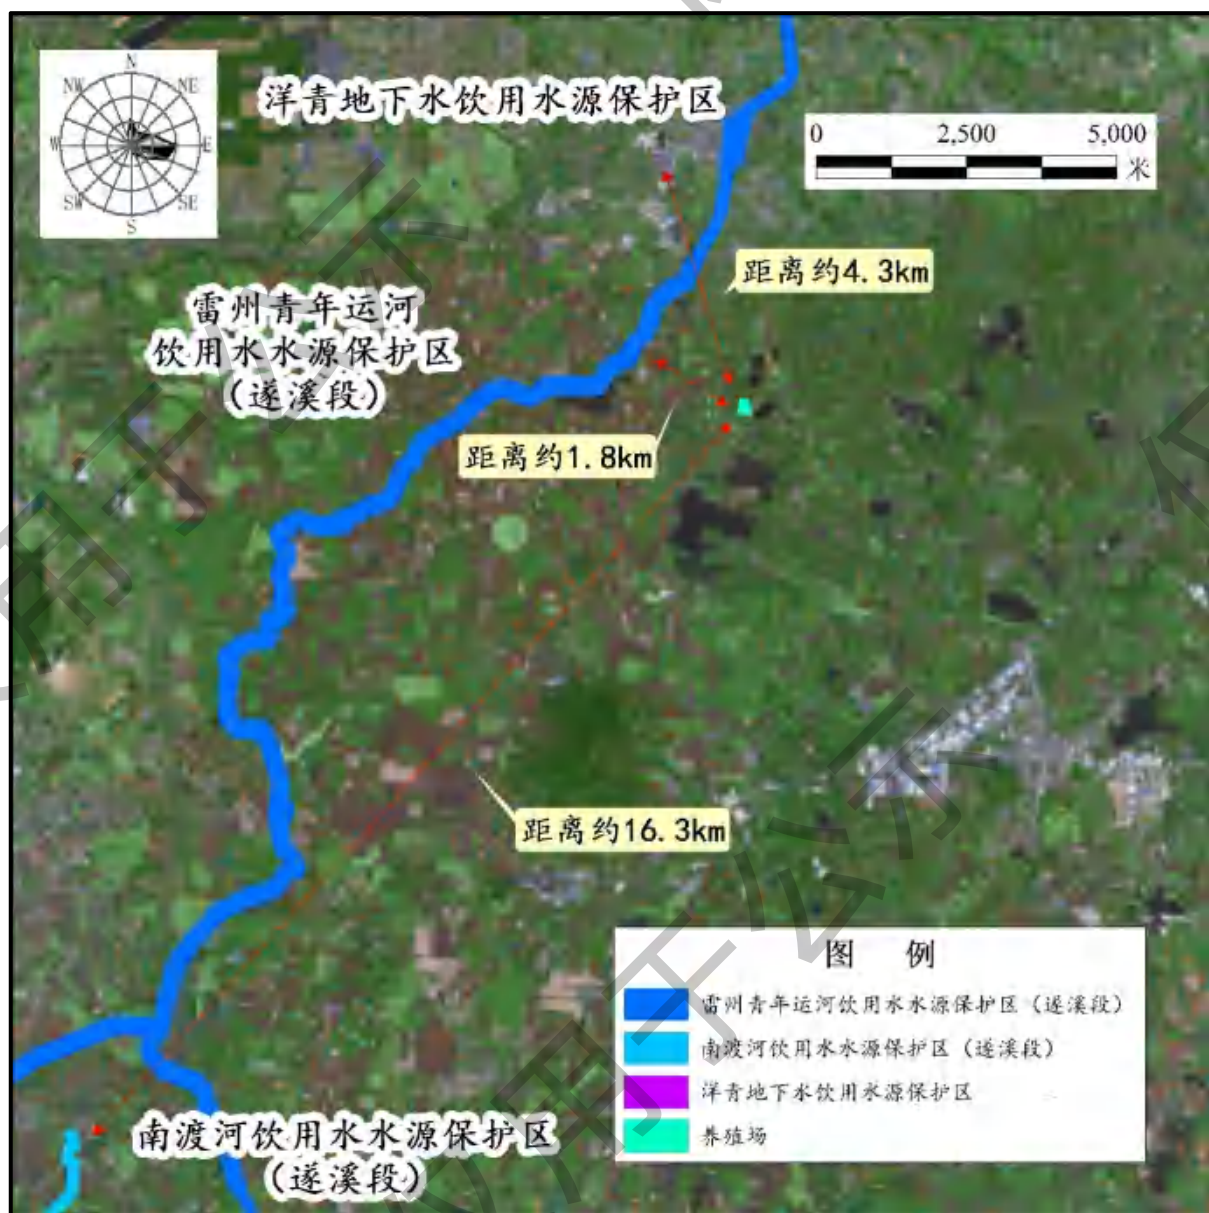 N
NW
NE
W
E
SW
SE
S
洋青地下水饮用水源保护区
0 2,500 5,000
米
距离约4.3km
雷州青年运河
饮用水水源保护区
(遂溪段)
距离约1.8km
距离约16.3km
图 例
雷州青年运河饮用水水源保护区(遂溪段)
南渡河饮用水水源保护区(遂溪段)
洋青地下水饮用水水源保护区
养殖场
南渡河饮用水水源保护区
(遂溪段)
仅用于公示